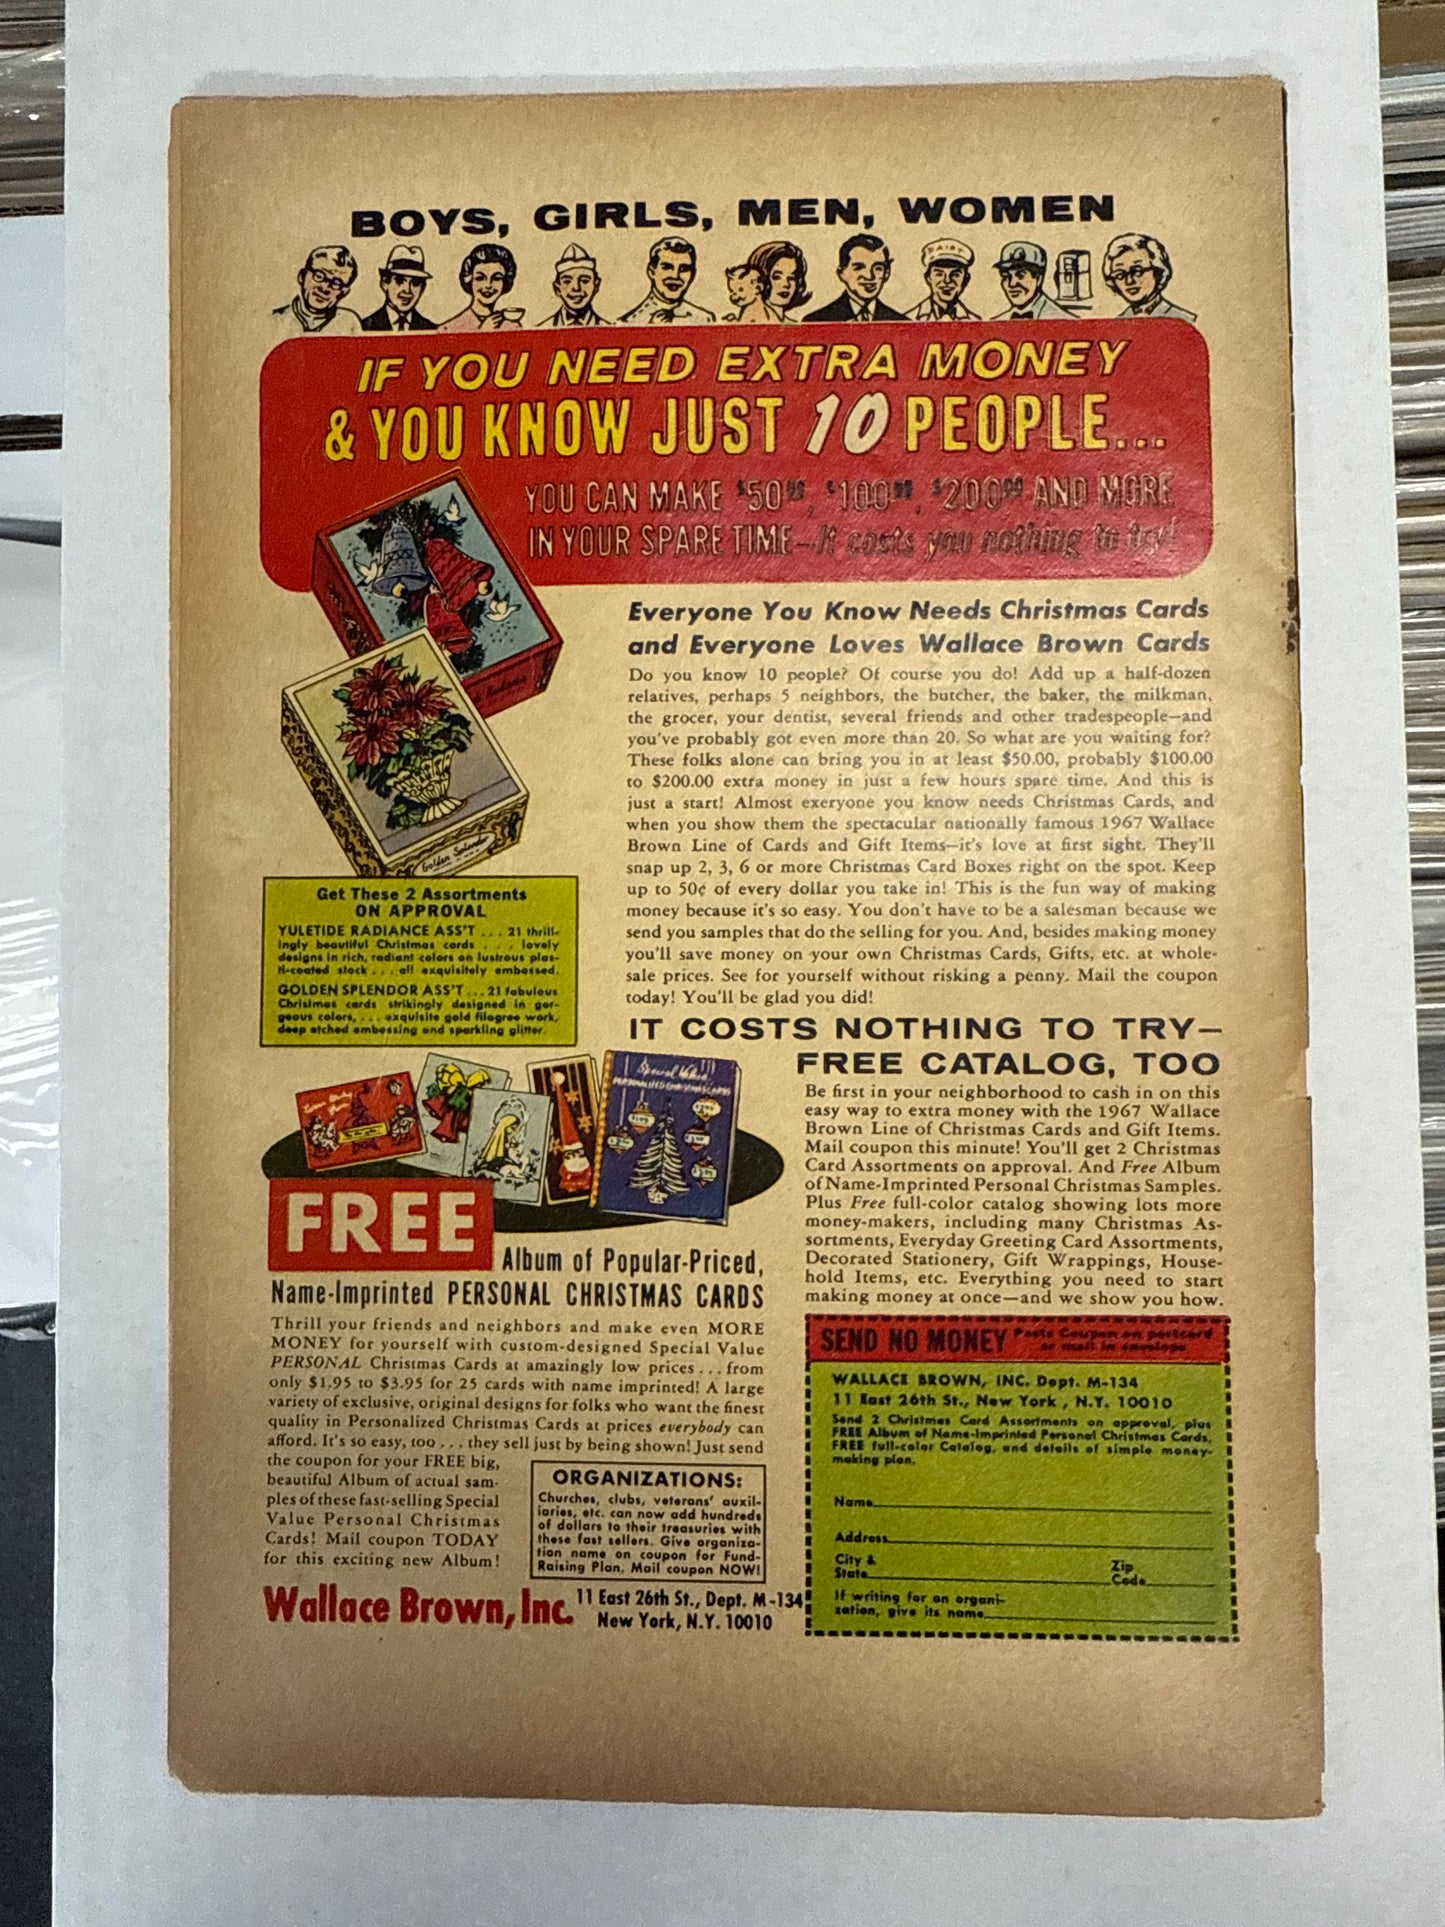 BOYS, GIRLS, MEN, WOMEN
DAIRY
IF YOU NEED EXTRA MONEY
& YOU KNOW JUST 10 PEOPLE...
YOU CAN MAKE $50.00, $100.00, $200.00 AND MORE
IN YOUR SPARE TIME—It costs you nothing to try!
Everyone You Know Needs Christmas Cards
and Everyone Loves Wallace Brown Cards
Do you know 10 people? Of course you do! Add up a half-dozen
relatives, perhaps 5 neighbors, the butcher, the baker, the milkman,
the grocer, your dentist, several friends and other tradespeople—and
you've probably got even more than 20. So what are you waiting for?
These folks alone can bring you in at least $50.00, probably $100.00
to $200.00 extra money in just a few hours spare time. And this is
just a start! Almost exeryone you know needs Christmas Cards, and
when you show them the spectacular nationally famous 1967 Wallace
Brown Line of Cards and Gift Items—it's love at first sight. They'll
snap up 2, 3, 6 or more Christmas Card Boxes right on the spot. Keep
up to 50¢ of every dollar you take in! This is the fun way of making
money because it's so easy. You don't have to be a salesman because we
send you samples that do the selling for you. And, besides making money
you'll save money on your own Christmas Cards, Gifts, etc. at whole-
sale prices. See for yourself without risking a penny. Mail the coupon
today! You'll be glad you did!
Golden Splendor
Get These 2 Assortments
ON APPROVAL
YULETIDE RADIANCE ASS'T ... 21 thrill-
ingly beautiful Christmas cards . . . lovely
designs in rich, radiant colors on lustrous plas-
ti-coated stock . . . all exquisitely embossed.
GOLDEN SPLENDOR ASS'T ... 21 fabulous
Christmas cards strikingly designed in gor-
geous colors, . . . exquisite gold filagree work,
deep etched embossing and sparkling glitter.
IT COSTS NOTHING TO TRY—
FREE CATALOG, TOO
Be first in your neighborhood to cash in on this
easy way to extra money with the 1967 Wallace
Brown Line of Christmas Cards and Gift Items.
Mail coupon this minute! You'll get 2 Christmas
Card Assortments on approval. And Free Album
of Name-Imprinted Personal Christmas Samples.
Plus Free full-color catalog showing lots more
money-makers, including many Christmas As-
sortments, Everyday Greeting Card Assortments,
Decorated Stationery, Gift Wrappings, House-
hold Items, etc. Everything you need to start
making money at once—and we show you how.
Special Value
PERSONALIZED CHRISTMAS CARDS
FREE
Album of Popular-Priced,
Name-Imprinted PERSONAL CHRISTMAS CARDS
Thrill your friends and neighbors and make even MORE
MONEY for yourself with custom-designed Special Value
PERSONAL Christmas Cards at amazingly low prices . . . from
only $1.95 to $3.95 for 25 cards with name imprinted! A large
variety of exclusive, original designs for folks who want the finest
quality in Personalized Christmas Cards at prices everybody can
afford. It's so easy, too . . . they sell just by being shown! Just send
the coupon for your FREE big,
beautiful Album of actual sam-
ples of these fast-selling Special
Value Personal Christmas
Cards! Mail coupon TODAY
for this exciting new Album!
ORGANIZATIONS:
Churches, clubs, veterans' auxil-
iaries, etc. can now add hundreds
of dollars to their treasuries with
these fast sellers. Give organiza-
tion name on coupon for Fund-
Raising Plan. Mail coupon NOW!
Wallace Brown, Inc. 11 East 26th St., Dept. M-134
New York, N.Y. 10010
SEND NO MONEY Paste Coupon on postcard
or mail in envelope
WALLACE BROWN, INC. Dept. M-134
11 East 26th St., New York , N.Y. 10010
Send 2 Christmas Card Assortments on approval, plus
FREE Album of Name-Imprinted Personal Christmas Cards,
FREE full-color Catalog, and details of simple money-
making plan.
Name
Address
City &
State
Zip
Code
If writing for an organi-
zation, give its name